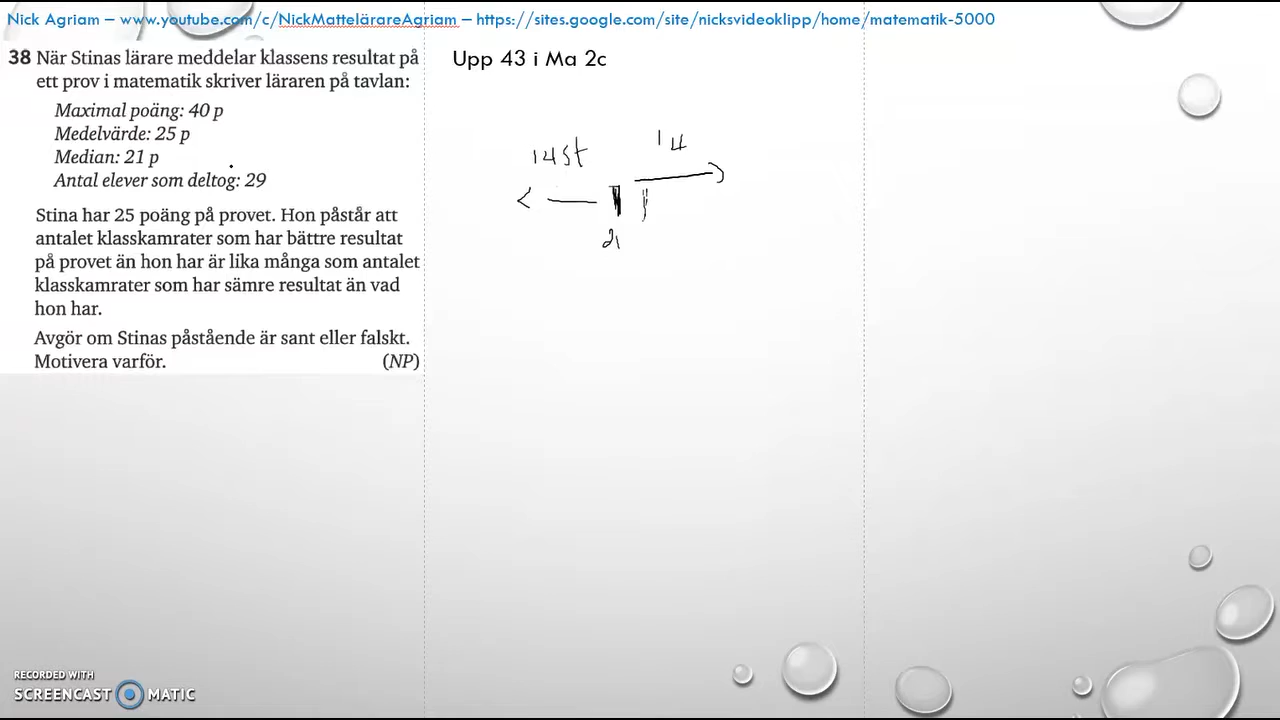 Nick Agriam – www.youtube.com/c/NickMattelärareAgriam – https://sites.google.com/site/nicksvideoklipp/home/matematik-5000
38 När Stinas lärare meddelar klassens resultat på
ett prov i matematik skriver läraren på tavlan:
Maximal poäng: 40 p
Medelvärde: 25 p
Median: 21 p
Antal elever som deltog: 29
Stina har 25 poäng på provet. Hon påstår att
antalet klasskamrater som har bättre resultat
på provet än hon har är lika många som antalet
klasskamrater som har sämre resultat än vad
hon har.
Avgör om Stinas påstående är sant eller falskt.
Motivera varför. (NP)
Upp 43 i Ma 2c
14st 14
21
RECORDED WITH
SCREENCAST MATIC